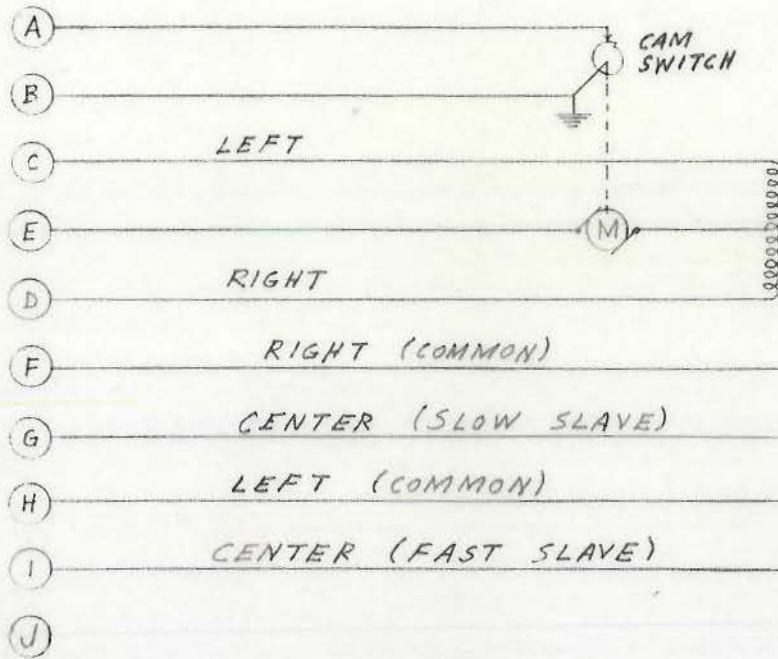 A
CAM
SWITCH
B
C LEFT
E M
D RIGHT
F RIGHT (COMMON)
G CENTER (SLOW SLAVE)
H LEFT (COMMON)
I CENTER (FAST SLAVE)
J